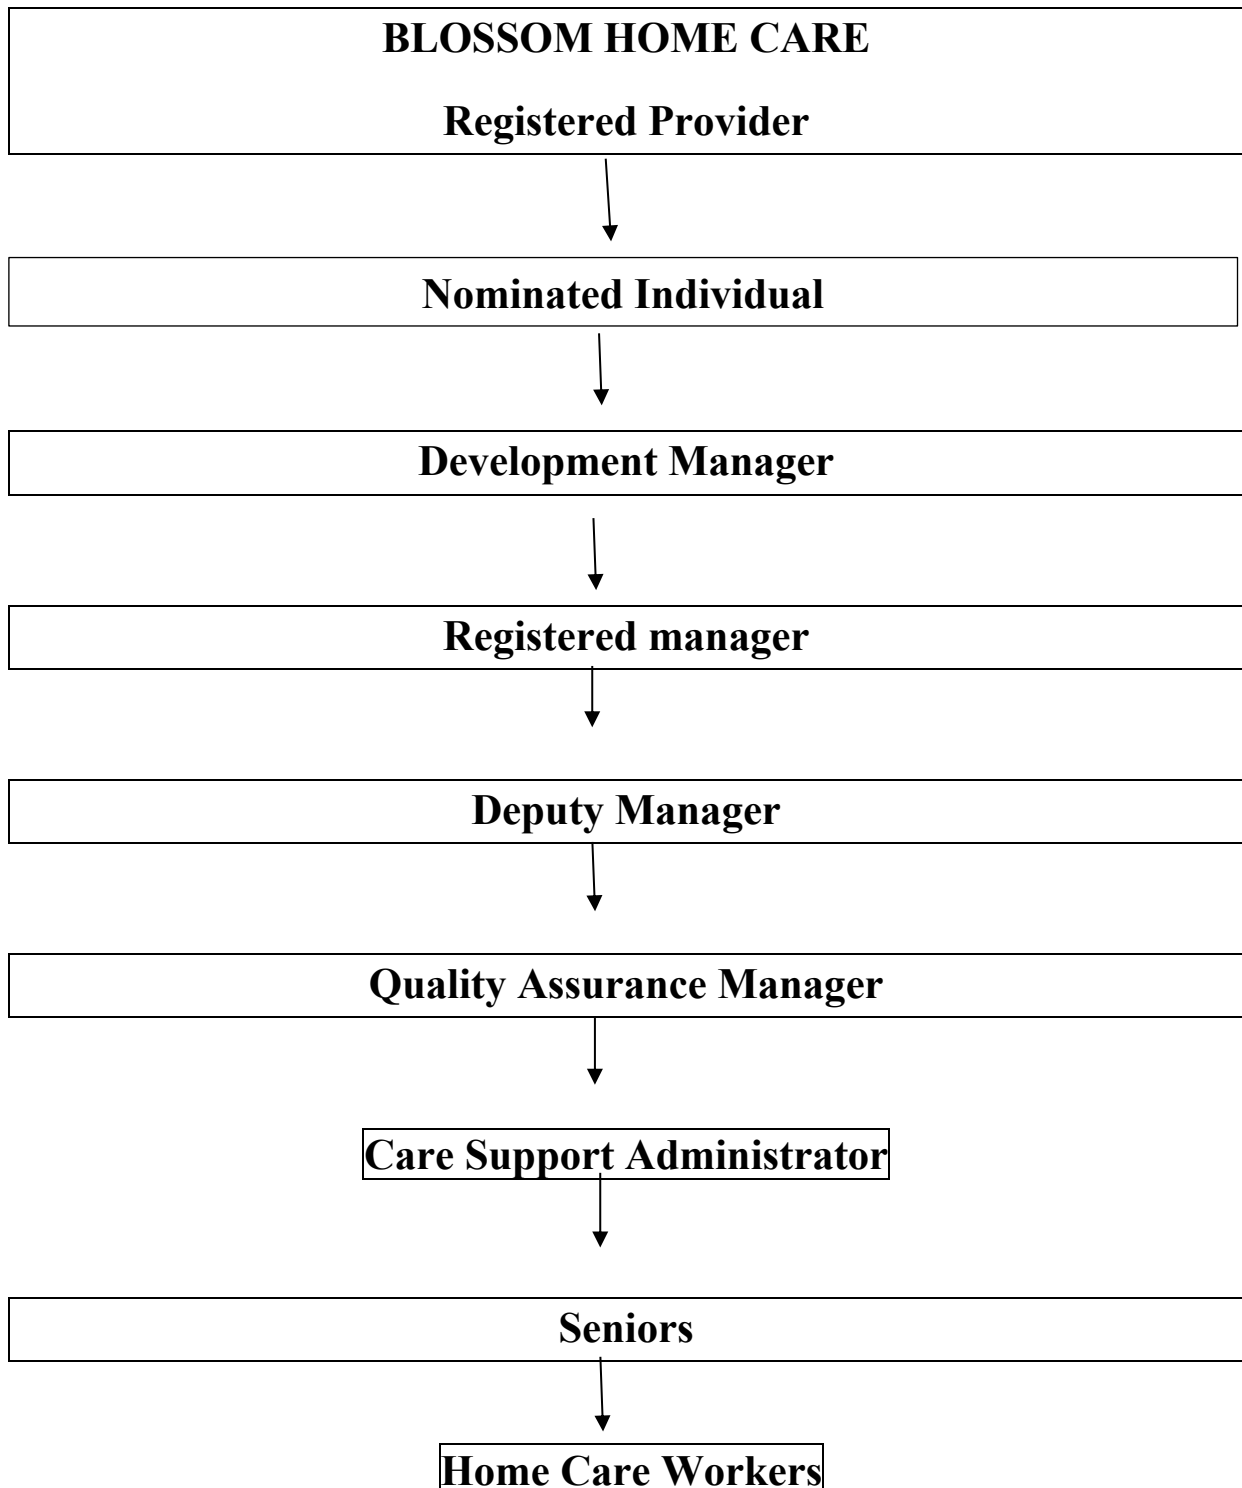 BLOSSOM HOME CARE
Registered Provider
Nominated Individual
Development Manager
Registered manager
Deputy Manager
Quality Assurance Manager
Care Support Administrator
Seniors
Home Care Workers